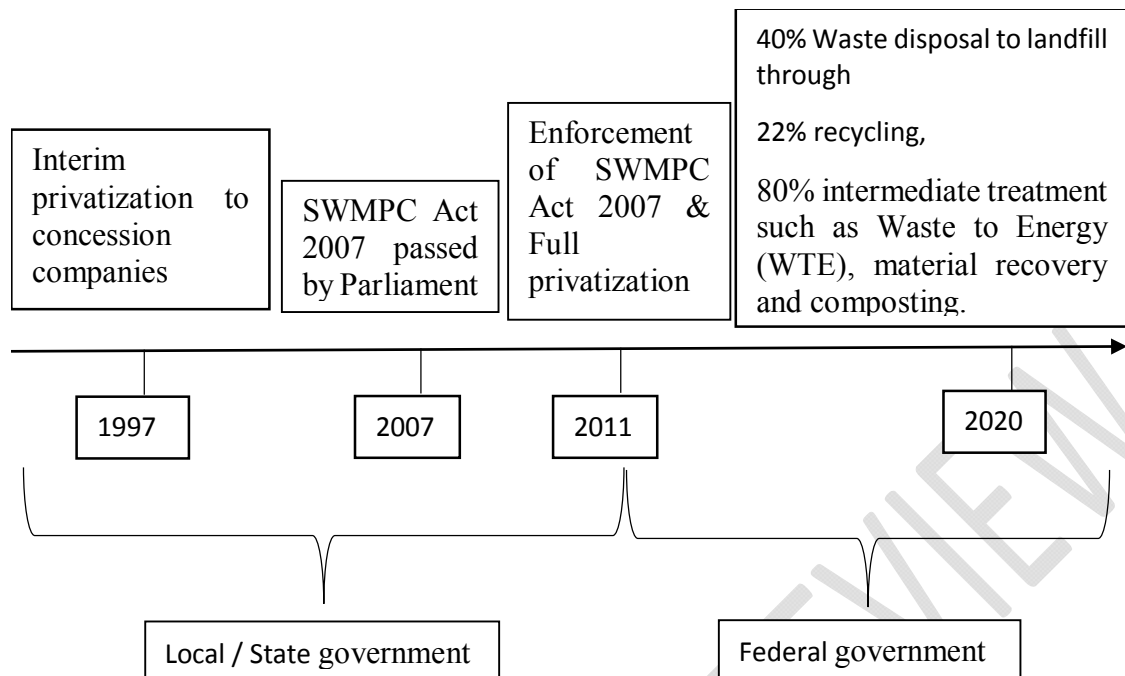 Interim
privatization to
concession
companies
SWMPC Act
2007 passed
by Parliament
Enforcement
of SWMPC
Act 2007 &
Full
privatization
40% Waste disposal to landfill
through
22% recycling,
80% intermediate treatment
such as Waste to Energy
(WTE), material recovery
and composting.
1997
2007
2011
2020
Local / State government
Federal government
VIEW